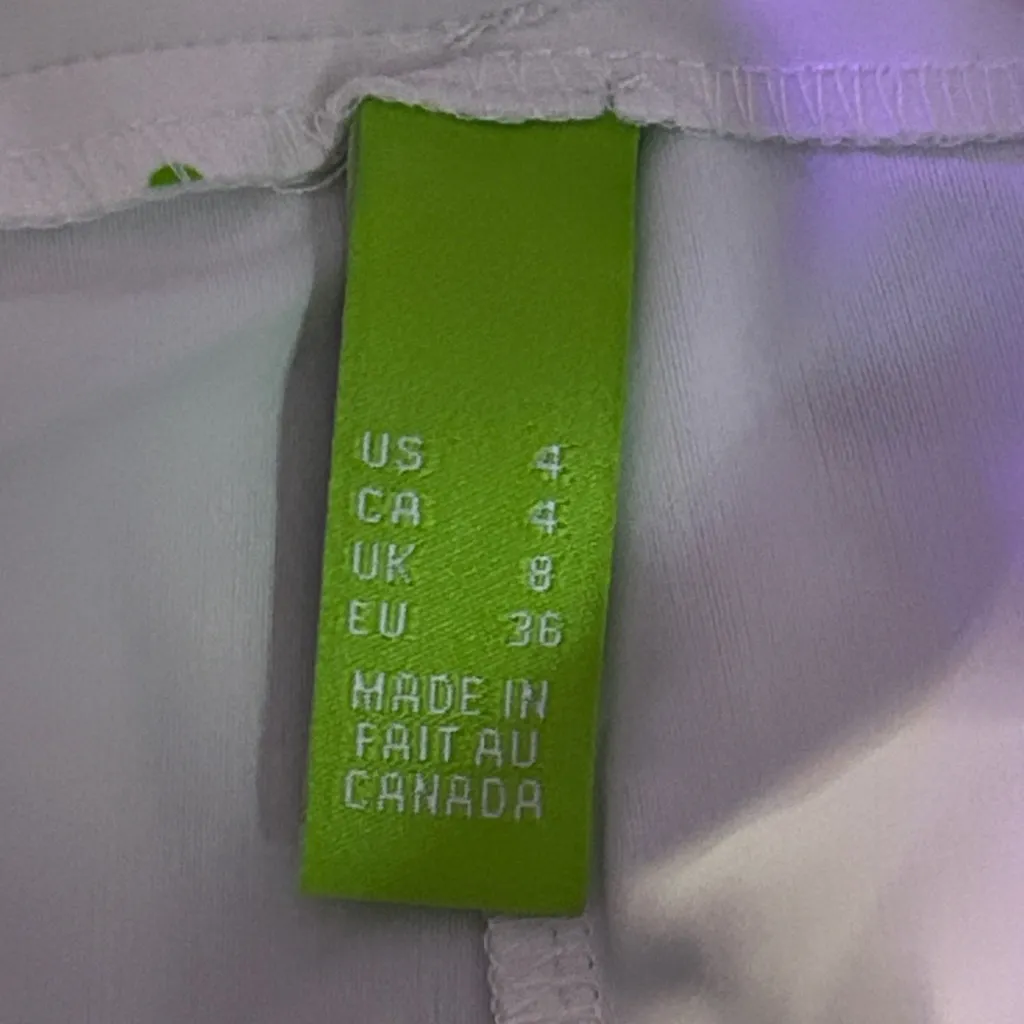 US 4
CA 4
UK 8
EU 36
MADE IN
FAIT AU
CANADA